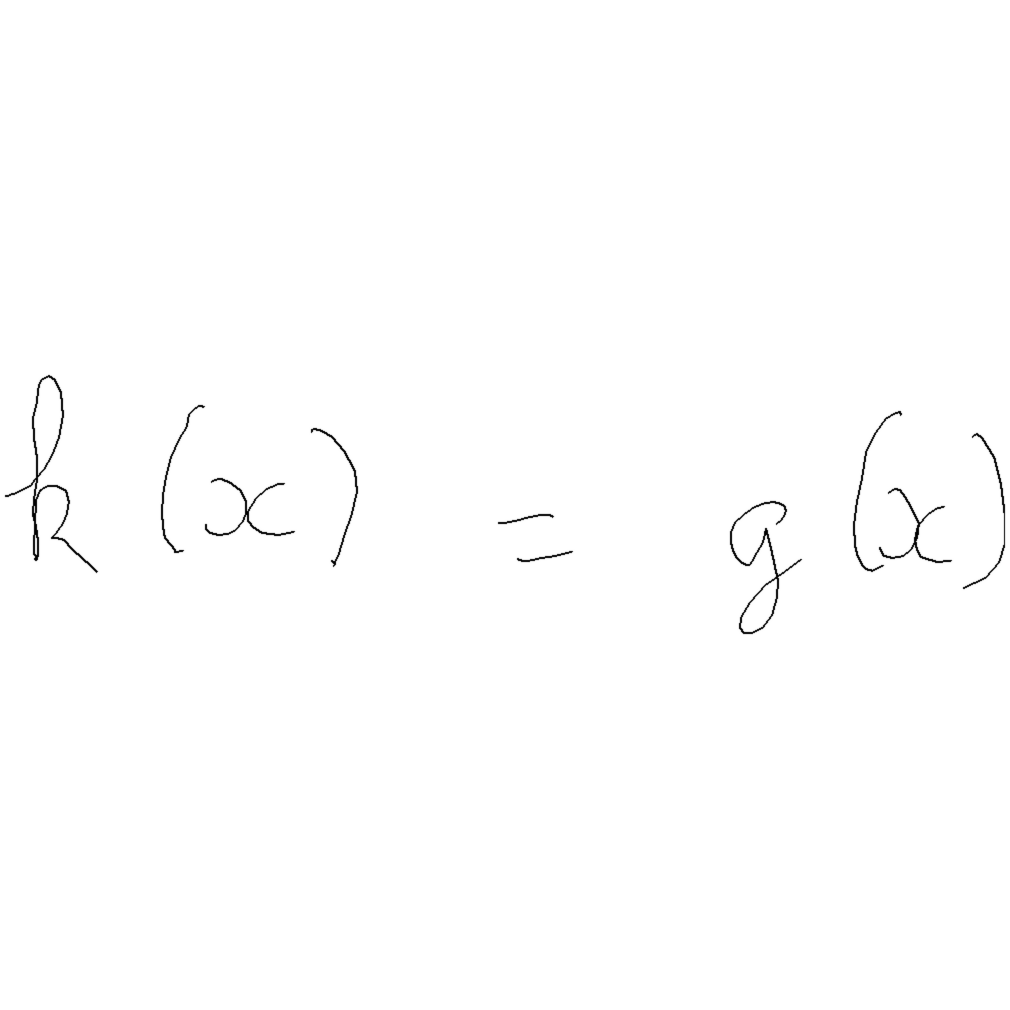 k(x) = g(x)